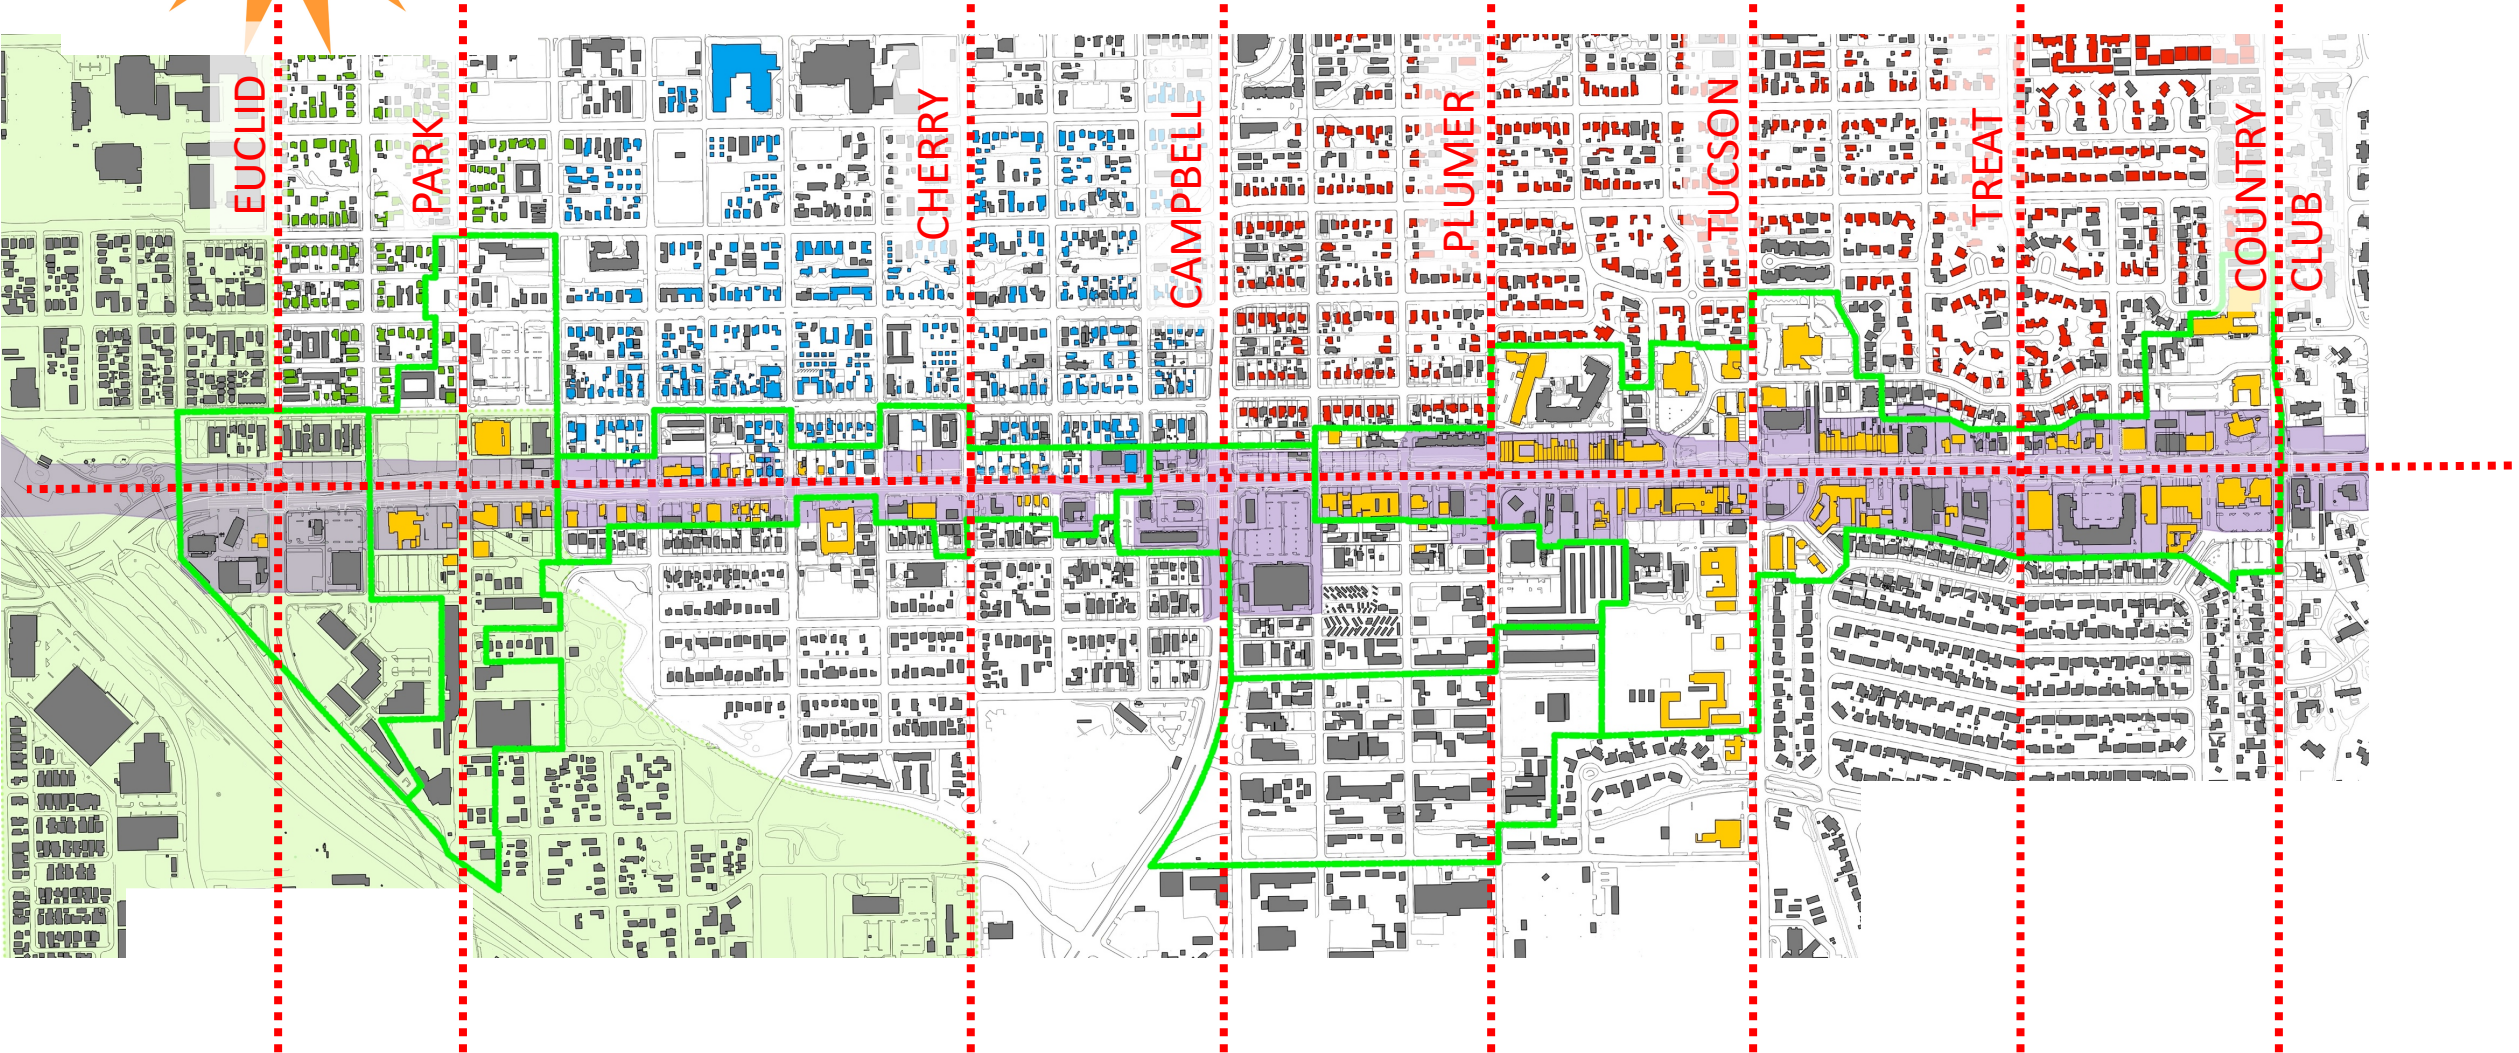 EUCLID
PARK
CHERRY
CAMPBELL
PLUMER
TUCSON
TREAT
COUNTRY
CLUB